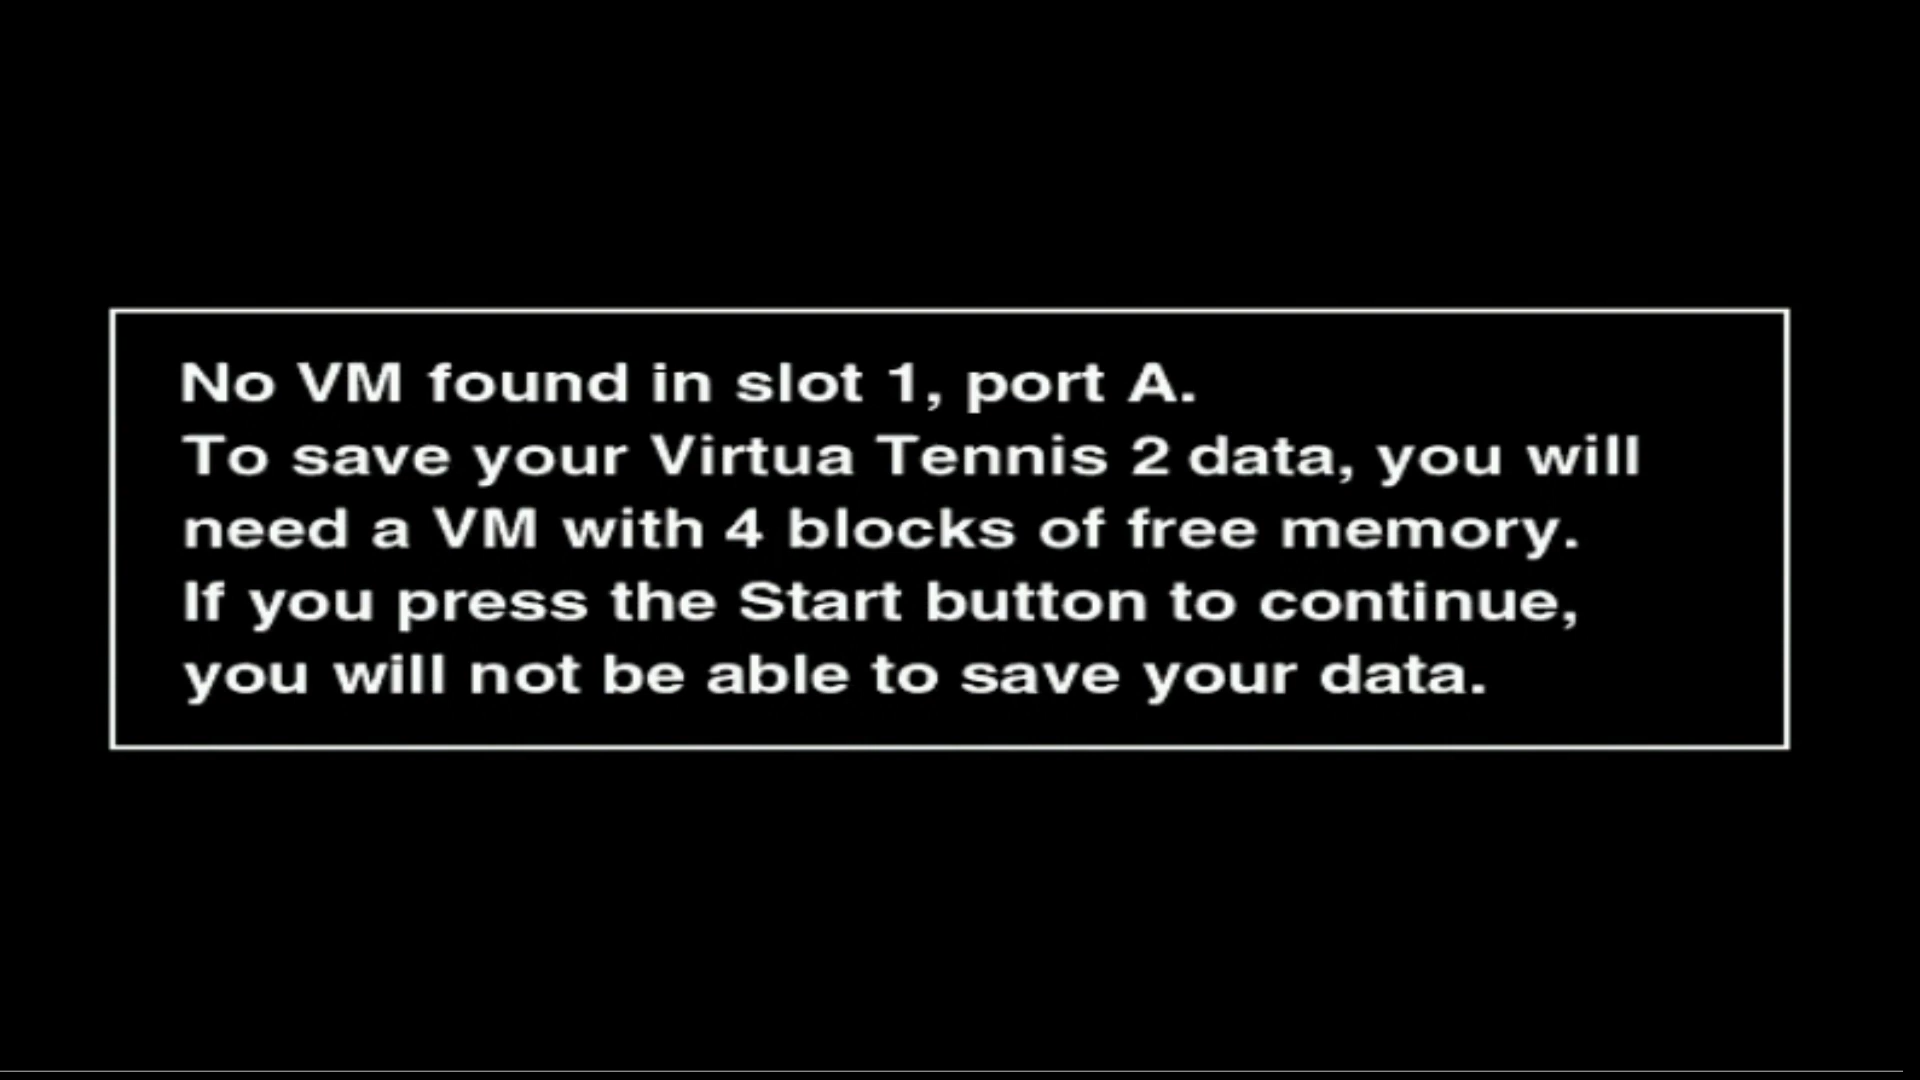 No VM found in slot 1, port A.
To save your Virtua Tennis 2 data, you will
need a VM with 4 blocks of free memory.
If you press the Start button to continue,
you will not be able to save your data.